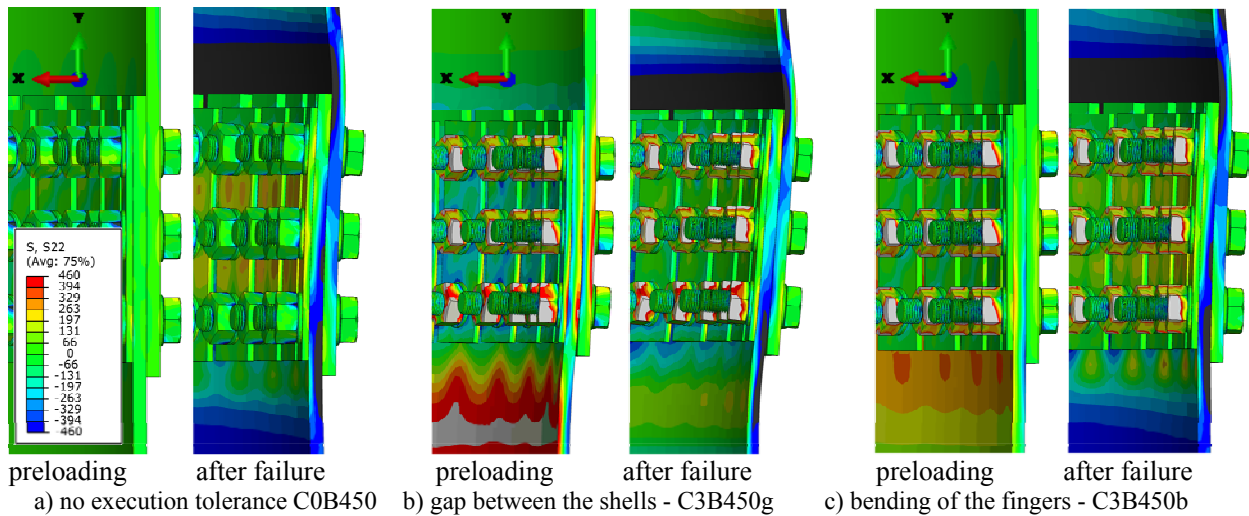 Y
X
Y
X
Y
X
S, S22
(Avg: 75%)
460
394
329
263
197
131
66
0
-66
-131
-197
-263
-329
-394
460
preloading
after failure
preloading
after failure
preloading
after failure
a) no execution tolerance C0B450
b) gap between the shells - C3B450g
c) bending of the fingers - C3B450b